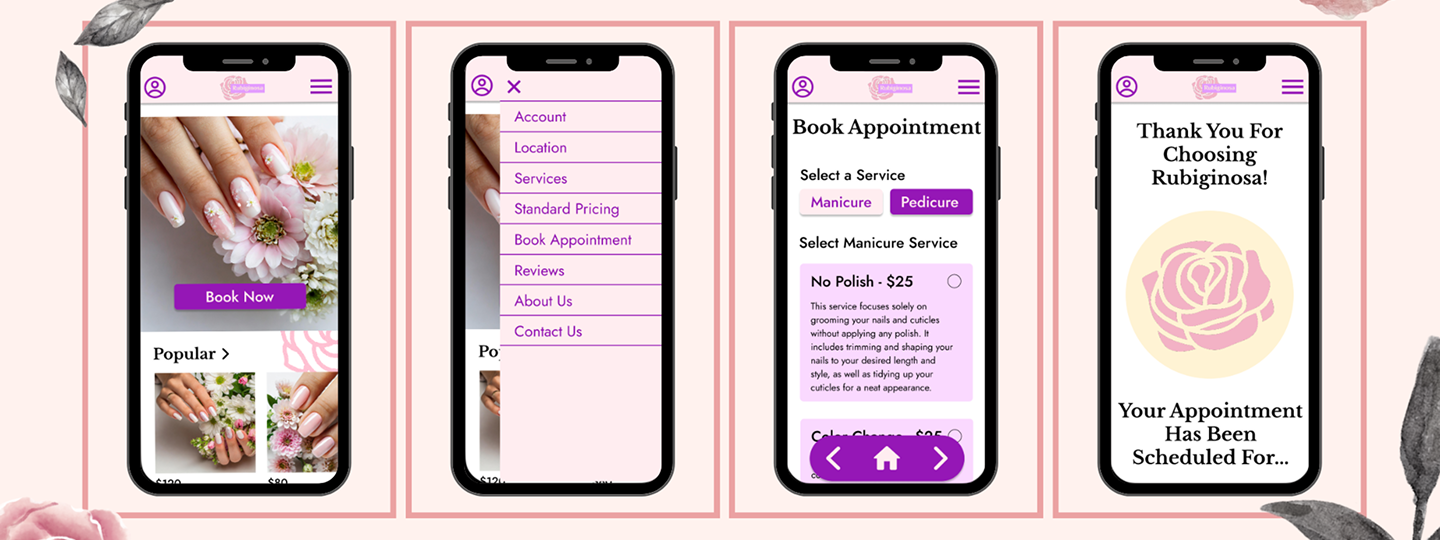 Rubiginosa
Book Now
Popular >
$120
$80
Account
Location
Services
Standard Pricing
Book Appointment
Reviews
About Us
Contact Us
Po
$12
Rubiginosa
Book Appointment
Select a Service
Manicure
Pedicure
Select Manicure Service
No Polish - $25
This service focuses solely on
grooming your nails and cuticles
without applying any polish. It
includes trimming and shaping your
nails to your desired length and
style, as well as tidying up your
cuticles for a neat appearance.
Color Change - $25
Rubiginosa
Thank You For
Choosing
Rubiginosa!
Your Appointment
Has Been
Scheduled For...